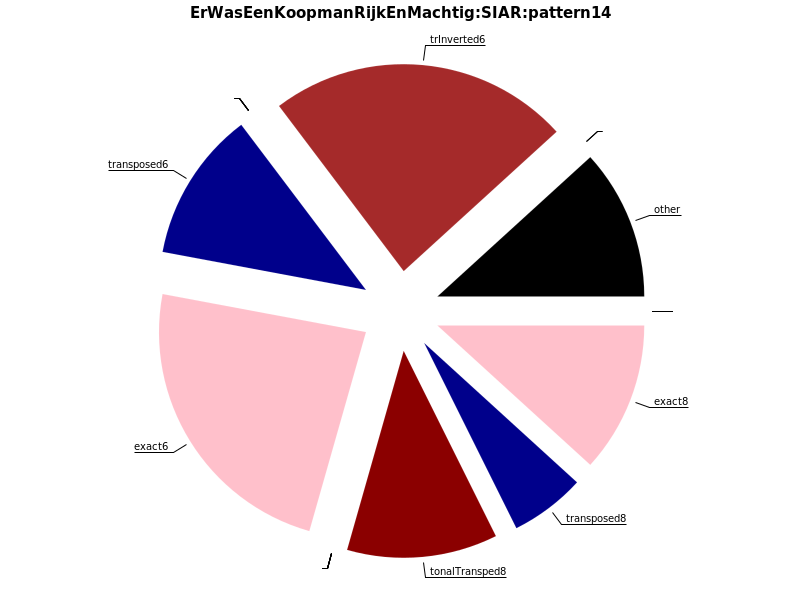 ErWasEenKoopmanRijkEnMachtig:SIAR:pattern14
trInverted6
transposed6
other
exact8
exact6
transposed8
tonalTransped8